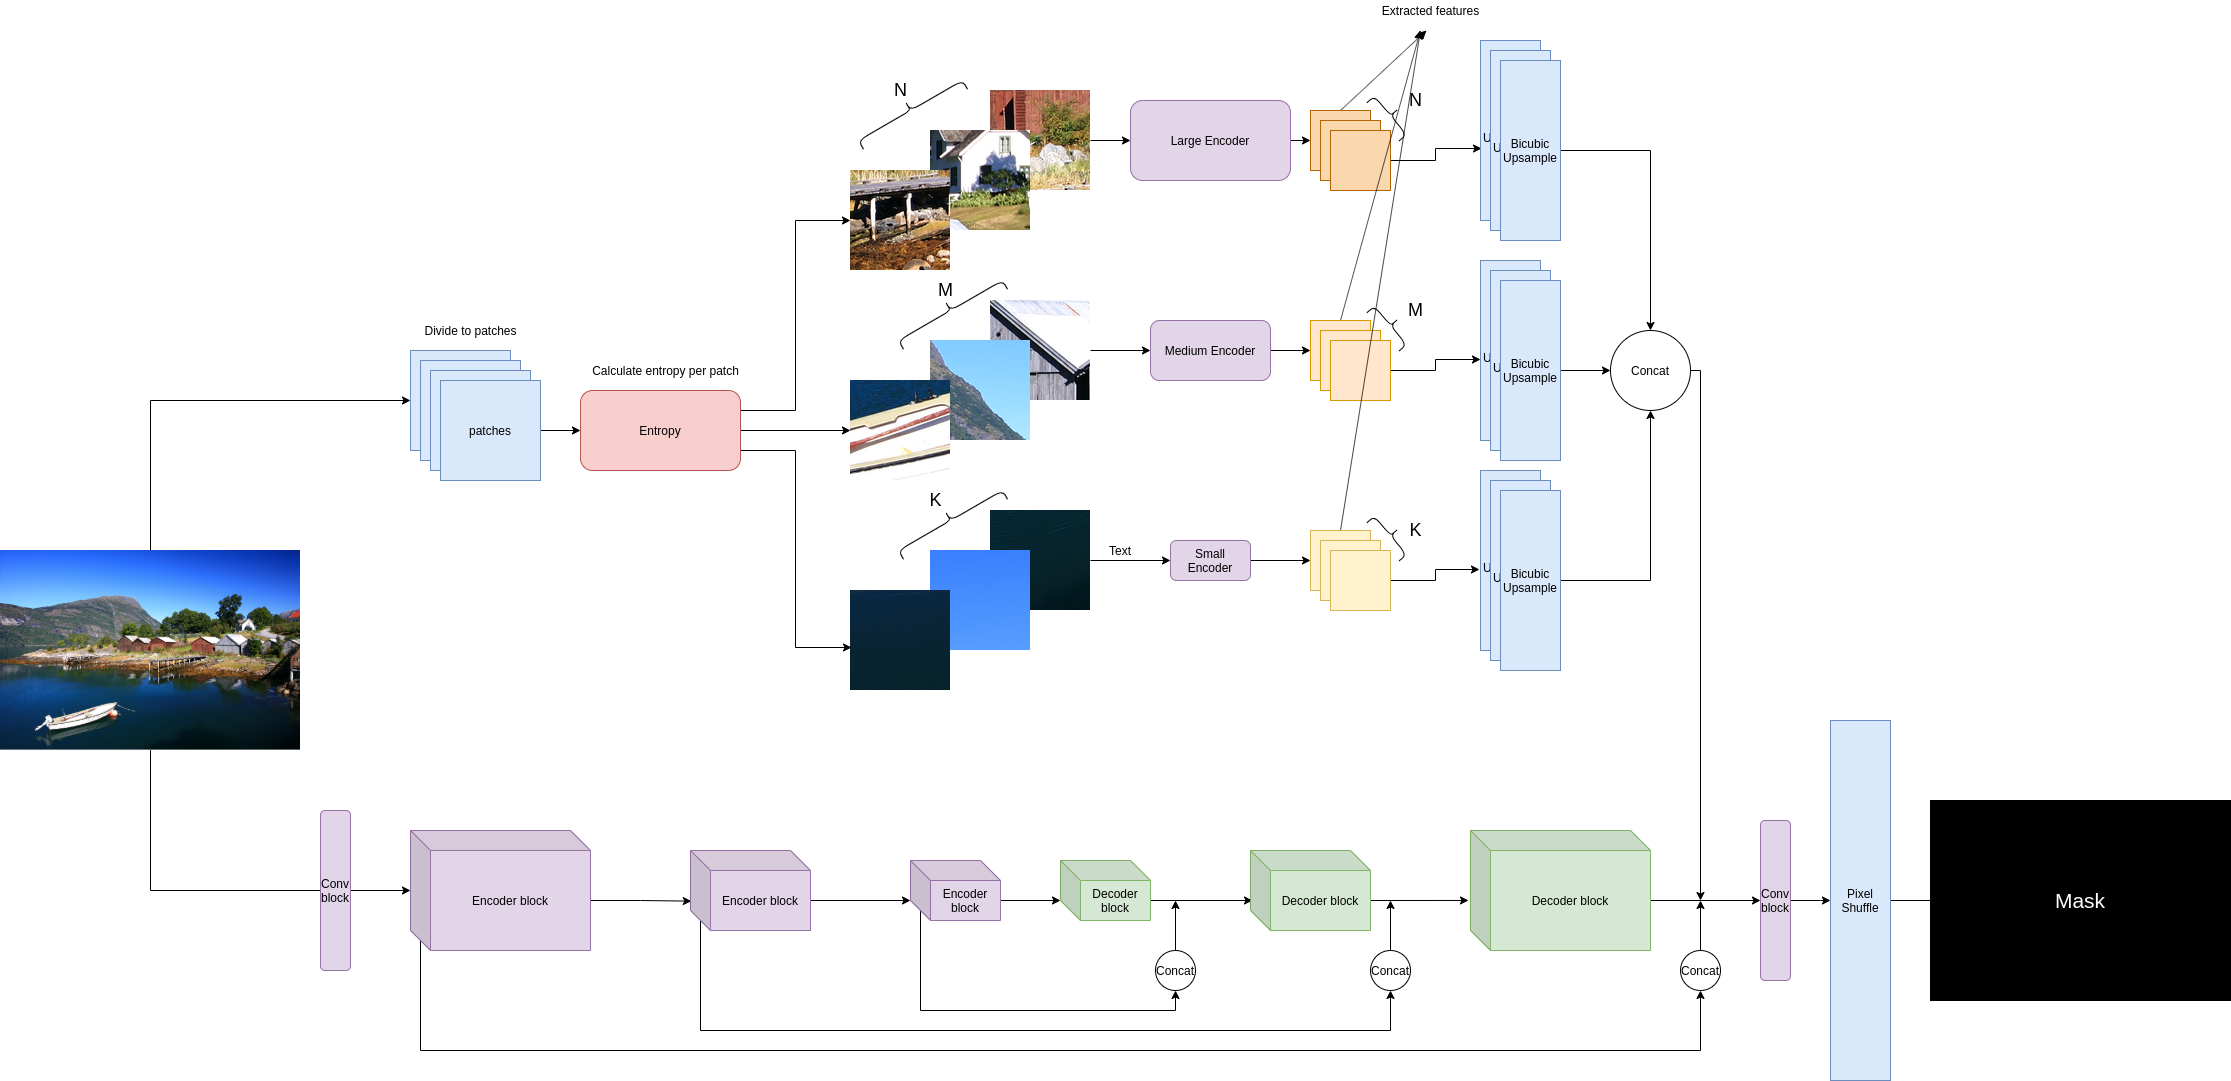 Extracted features
N
N
Large Encoder
U
U
Bicubic
Upsample
M
M
Divide to patches
Calculate entropy per patch
Medium Encoder
U
U
Bicubic
Upsample
Concat
patches
Entropy
K
K
Text
Small
Encoder
U
U
Bicubic
Upsample
Conv
block
Encoder block
Encoder block
Encoder
block
Decoder
block
Decoder block
Decoder block
Conv
block
Pixel
Shuffle
Mask
Concat
Concat
Concat